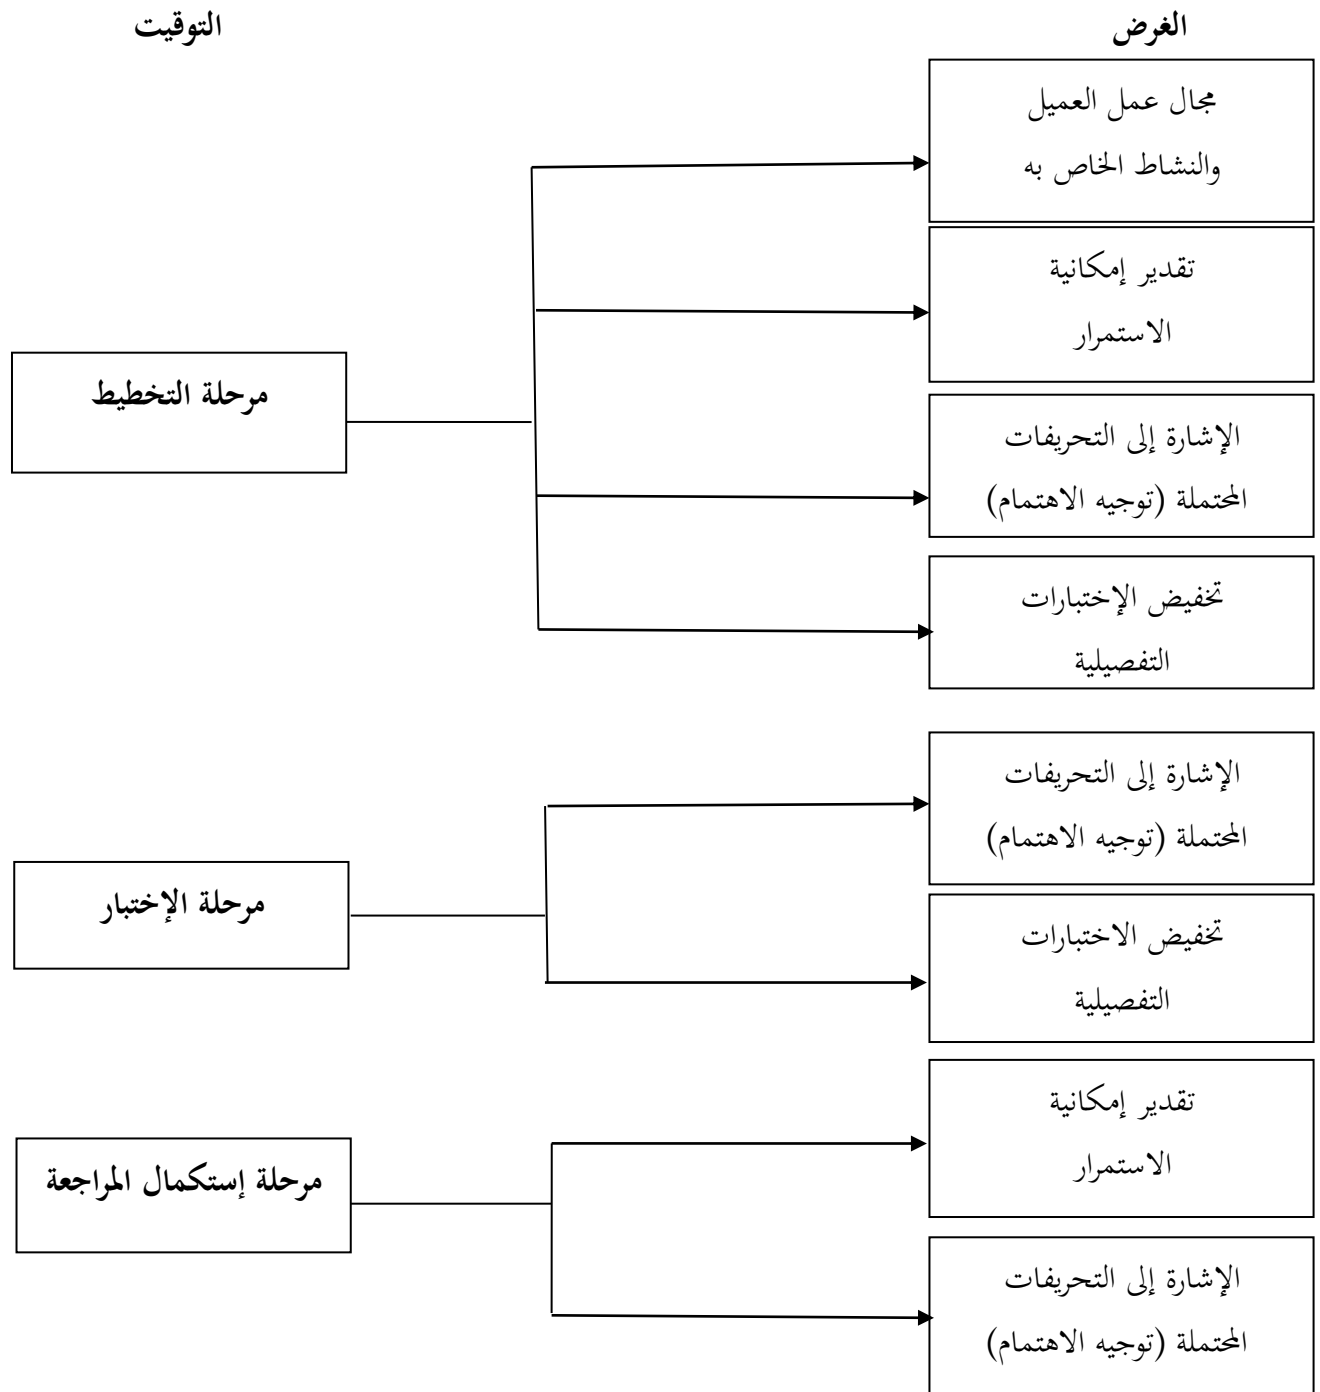 الغرض
التوقيت
مجال عمل العميل
والنشاط الخاص به
تقدير إمكانية
الاستمرار
مرحلة التخطيط
الإشارة إلى التحريفات
المحتملة (توجيه الاهتمام)
تخفيض الإختبارات
التفصيلية
الإشارة إلى التحريفات
المحتملة (توجيه الاهتمام)
مرحلة الإختبار
تخفيض الاختبارات
التفصيلية
تقدير إمكانية
الاستمرار
مرحلة إستكمال المراجعة
الإشارة إلى التحريفات
المحتملة (توجيه الاهتمام)